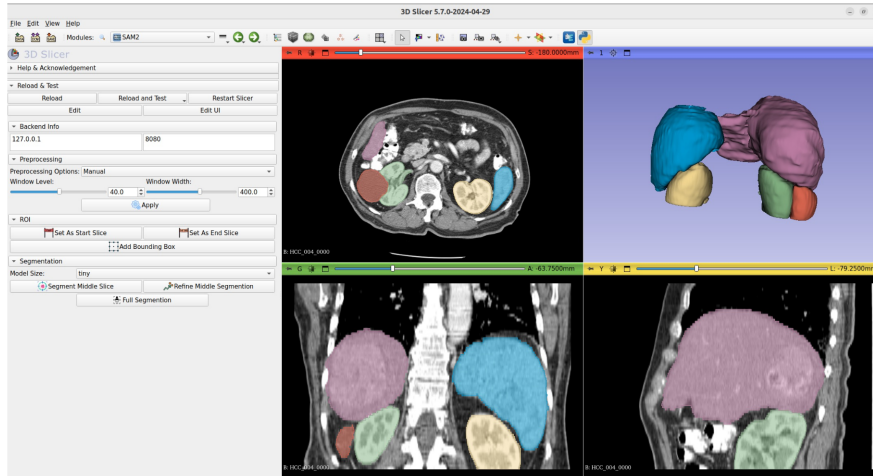 3D Slicer 5.7.0-2024-04-29
File Edit View Help
Modules: SAM2
3D Slicer
Help & Acknowledgement
Reload & Test
Reload Reload and Test Restart Slicer
Edit Edit UI
Backend Info
127.0.0.1 8080
Preprocessing
Preprocessing Options: Manual
Window Level: Window Width:
40.0 400.0
Apply
ROI
Set As Start Slice Set As End Slice
Add Bounding Box
Segmentation
Model Size: tiny
Segment Middle Slice Refine Middle Segmention
Full Segmention
R S: -180.0000mm
B: HCC_004_0000
1
G A: -63.7500mm
B: HCC_004_0000
Y L: -79.2500mm
B: HCC_004_0000